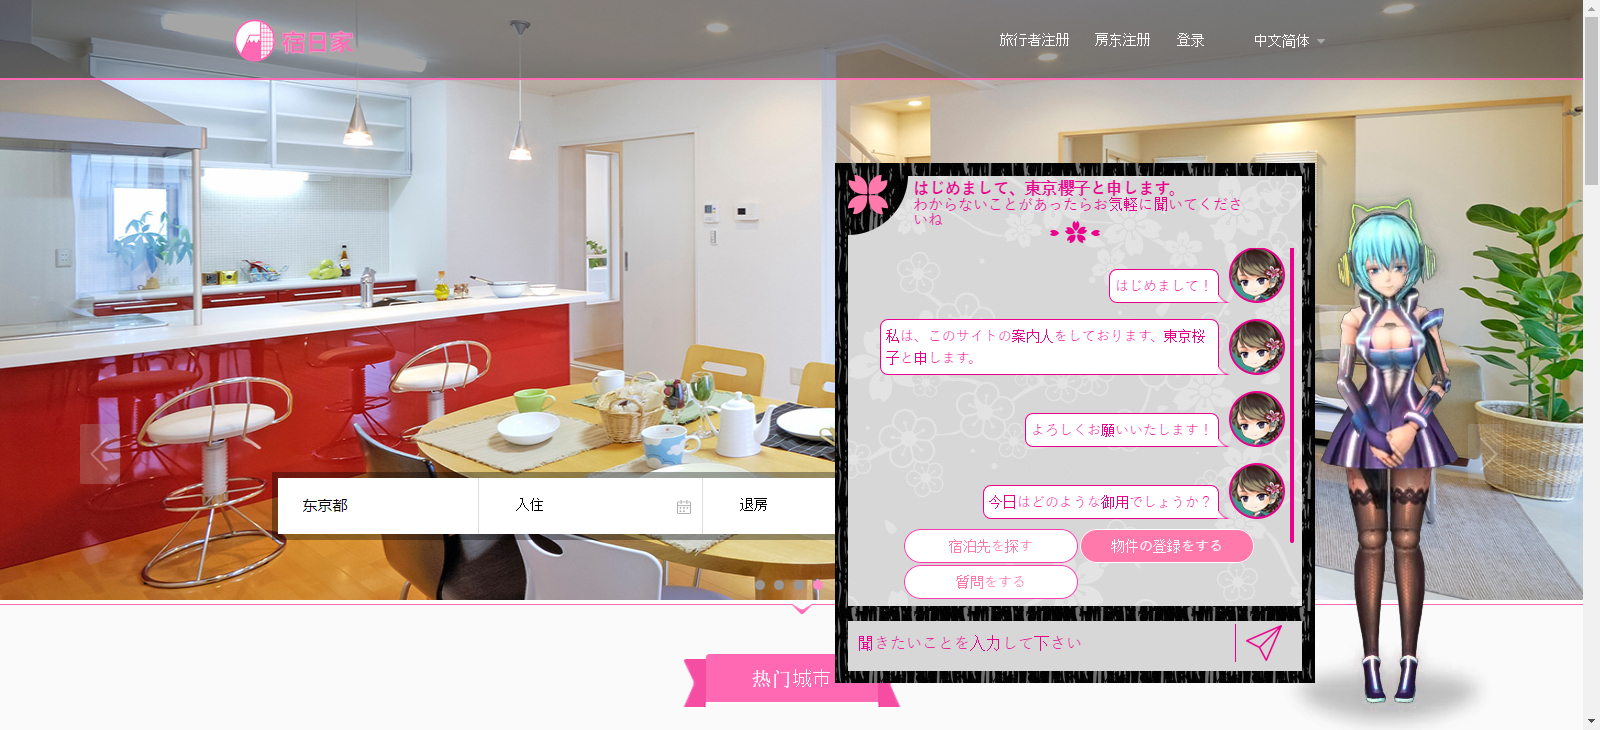 宿日家
旅行者注册
房东注册
登录
中文简体
はじめまして、東京櫻子と申します。
わからないことがあったらお気軽に聞いてくださ
いね
はじめまして！
私は、このサイトの案内人をしております、東京桜
子と申します。
よろしくお願いいたします！
今日はどのような御用でしょうか？
宿泊先を探す
物件の登録をする
質問をする
聞きたいことを入力して下さい
东京都
入住
退房
热门城市